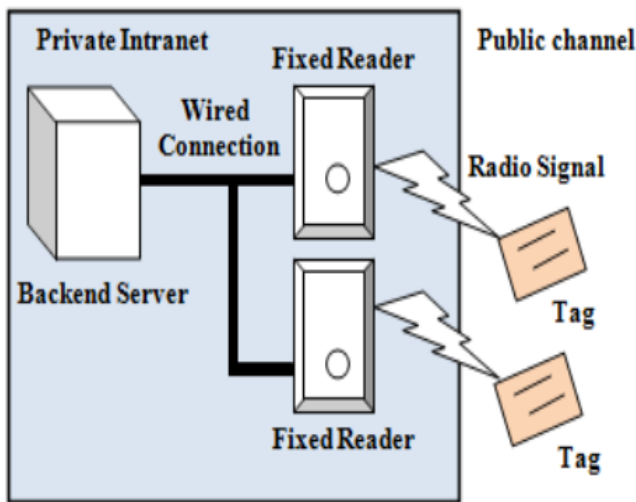 Private Intranet
Public channel
Fixed Reader
Wired
Connection
Radio Signal
Backend Server
Tag
Fixed Reader
Tag